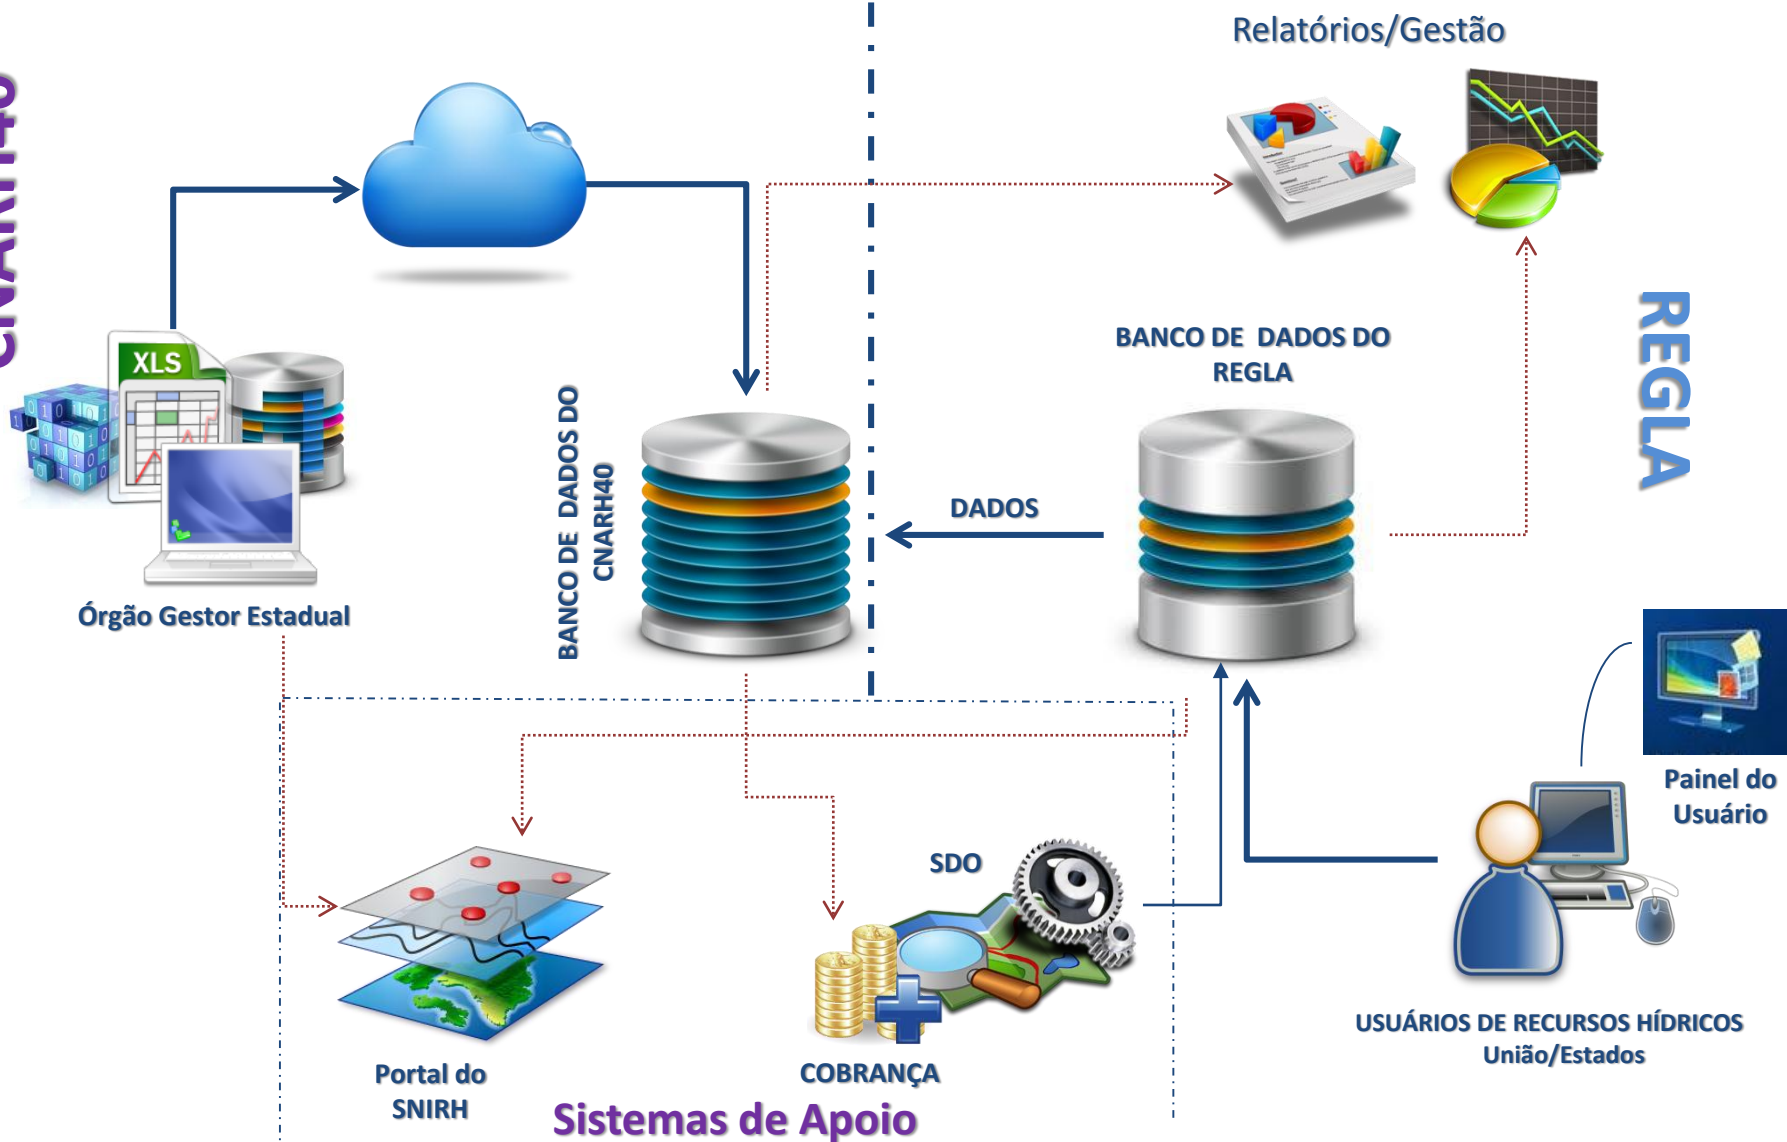 Relatórios/Gestão
CNARH40
XLS
BANCO DE DADOS DO
REGLA
REGLA
BANCO DE DADOS DO
CNARH40
DADOS
Órgão Gestor Estadual
Painel do
Usuário
SDO
USUÁRIOS DE RECURSOS HÍDRICOS
União/Estados
Portal do
SNIRH
COBRANÇA
Sistemas de Apoio